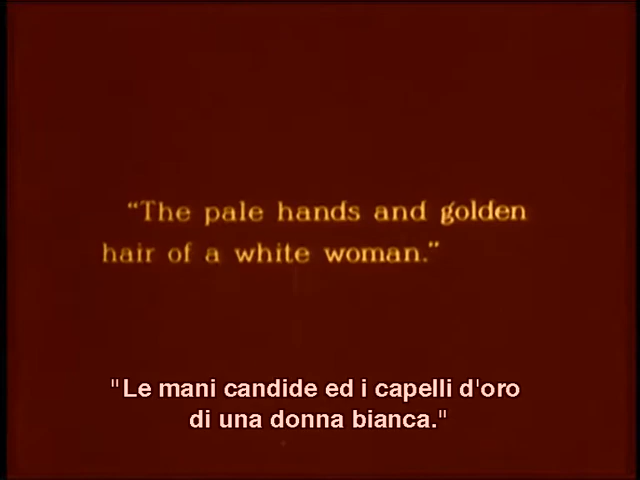 “The pale hands and golden
hair of a white woman.”
"Le mani candide ed i capelli d'oro
di una donna bianca."